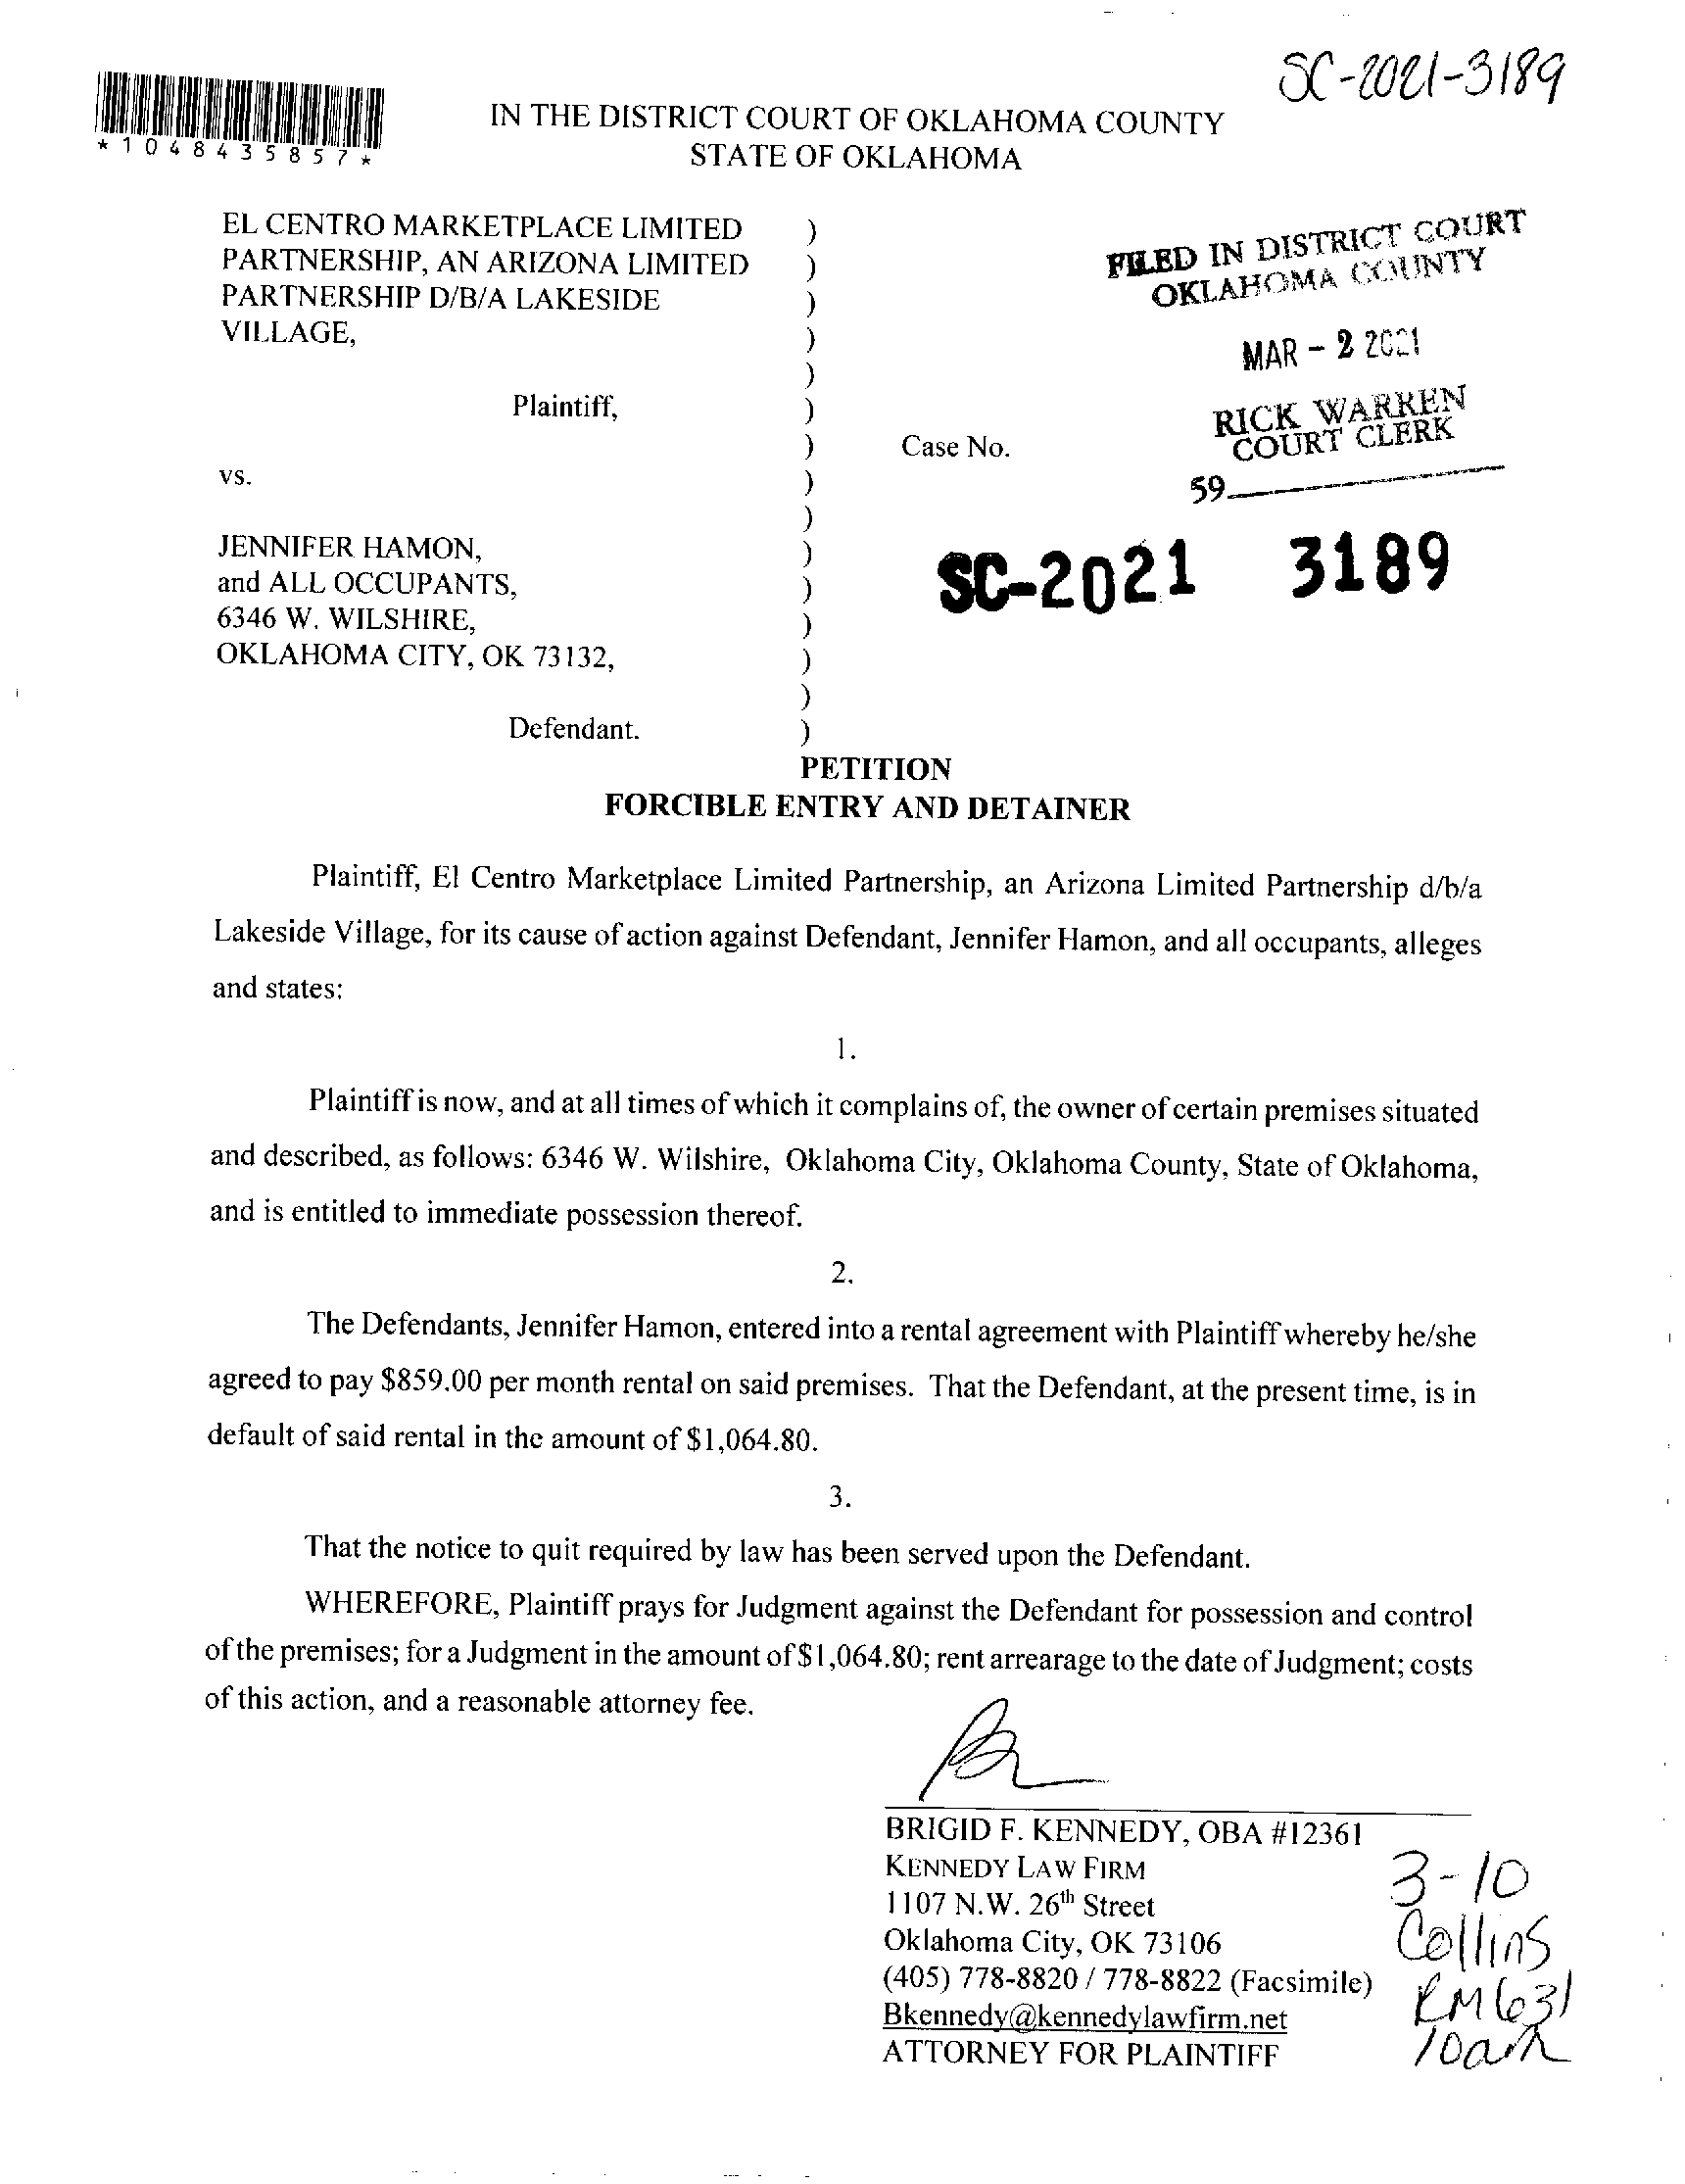 SC-2021-3189
*1048435857*
IN THE DISTRICT COURT OF OKLAHOMA COUNTY
STATE OF OKLAHOMA
EL CENTRO MARKETPLACE LIMITED )
PARTNERSHIP, AN ARIZONA LIMITED )
PARTNERSHIP D/B/A LAKESIDE )
VILLAGE, )
)
Plaintiff, )
) Case No.
vs. )
)
JENNIFER HAMON, )
and ALL OCCUPANTS, )
6346 W. WILSHIRE, )
OKLAHOMA CITY, OK 73132, )
)
Defendant. )
FILED IN DISTRICT COURT
OKLAHOMA COUNTY
MAR - 2 2021
RICK WARREN
COURT CLERK
59
SC-2021 3189
PETITION
FORCIBLE ENTRY AND DETAINER
Plaintiff, El Centro Marketplace Limited Partnership, an Arizona Limited Partnership d/b/a
Lakeside Village, for its cause of action against Defendant, Jennifer Hamon, and all occupants, alleges
and states:
1.
Plaintiff is now, and at all times of which it complains of, the owner of certain premises situated
and described, as follows: 6346 W. Wilshire, Oklahoma City, Oklahoma County, State of Oklahoma,
and is entitled to immediate possession thereof.
2.
The Defendants, Jennifer Hamon, entered into a rental agreement with Plaintiff whereby he/she
agreed to pay $859.00 per month rental on said premises. That the Defendant, at the present time, is in
default of said rental in the amount of $1,064.80.
3.
That the notice to quit required by law has been served upon the Defendant.
WHEREFORE, Plaintiff prays for Judgment against the Defendant for possession and control
of the premises; for a Judgment in the amount of $1,064.80; rent arrearage to the date of Judgment; costs
of this action, and a reasonable attorney fee.
BRIGID F. KENNEDY, OBA #12361
KENNEDY LAW FIRM
1107 N.W. 26th Street
Oklahoma City, OK 73106
(405) 778-8820 / 778-8822 (Facsimile)
Bkennedy@kennedylawfirm.net
ATTORNEY FOR PLAINTIFF
3-10
Collins
RM 631
10am